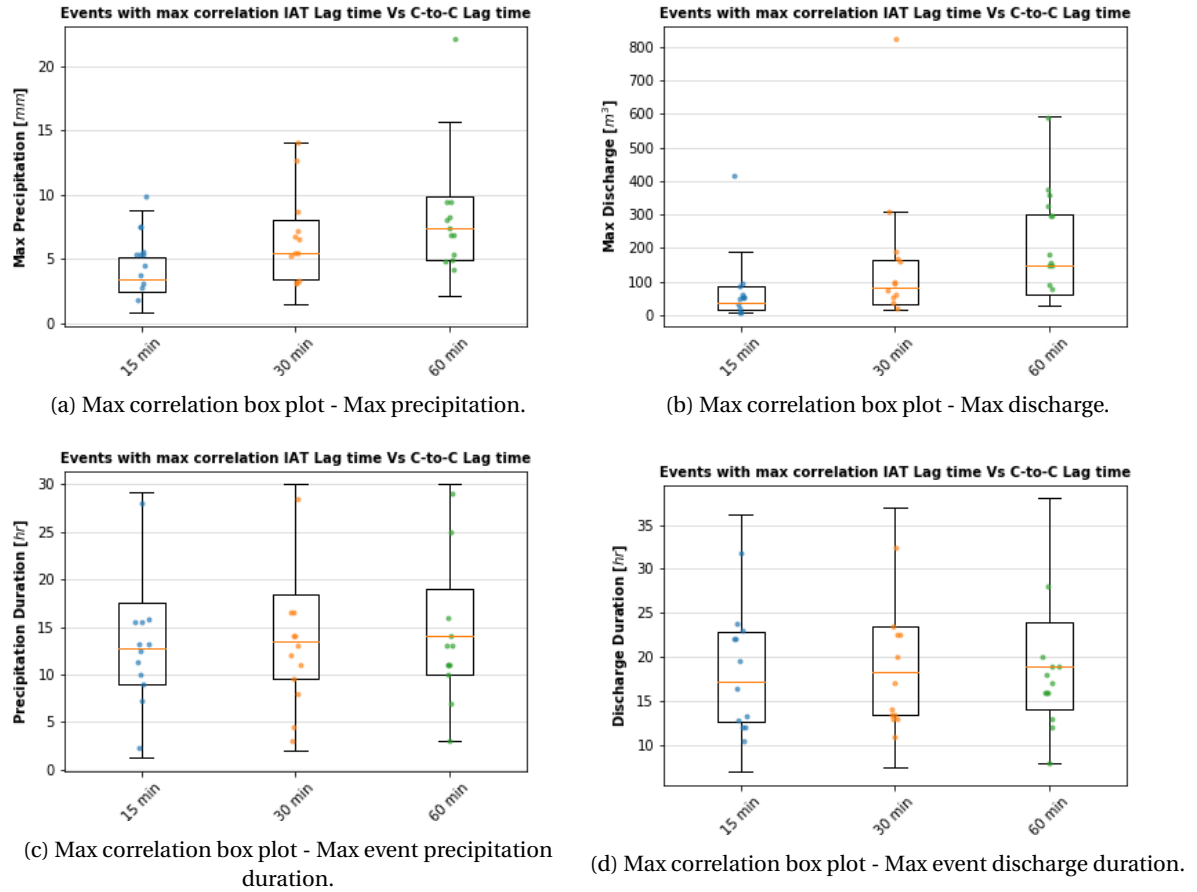 Events with max correlation IAT Lag time Vs C-to-C Lag time
Max Precipitation [mm]
20
15
10
5
0
15 min
30 min
60 min
(a) Max correlation box plot - Max precipitation.
Events with max correlation IAT Lag time Vs C-to-C Lag time
Max Discharge [m³]
800
700
600
500
400
300
200
100
0
15 min
30 min
60 min
(b) Max correlation box plot - Max discharge.
Events with max correlation IAT Lag time Vs C-to-C Lag time
Precipitation Duration [hr]
30
25
20
15
10
5
0
15 min
30 min
60 min
(c) Max correlation box plot - Max event precipitation
duration.
Events with max correlation IAT Lag time Vs C-to-C Lag time
Discharge Duration [hr]
35
30
25
20
15
10
15 min
30 min
60 min
(d) Max correlation box plot - Max event discharge duration.